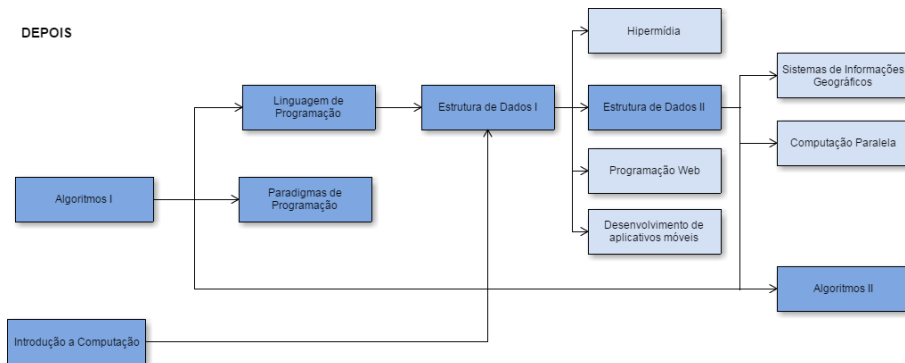 DEPOIS
Hipermídia
Sistemas de Informações
Geográficos
Linguagem de
Programação
Estrutura de Dados I
Estrutura de Dados II
Computação Paralela
Programação Web
Algoritmos I
Paradigmas de
Programação
Desenvolvimento de
aplicativos móveis
Algoritmos II
Introdução a Computação